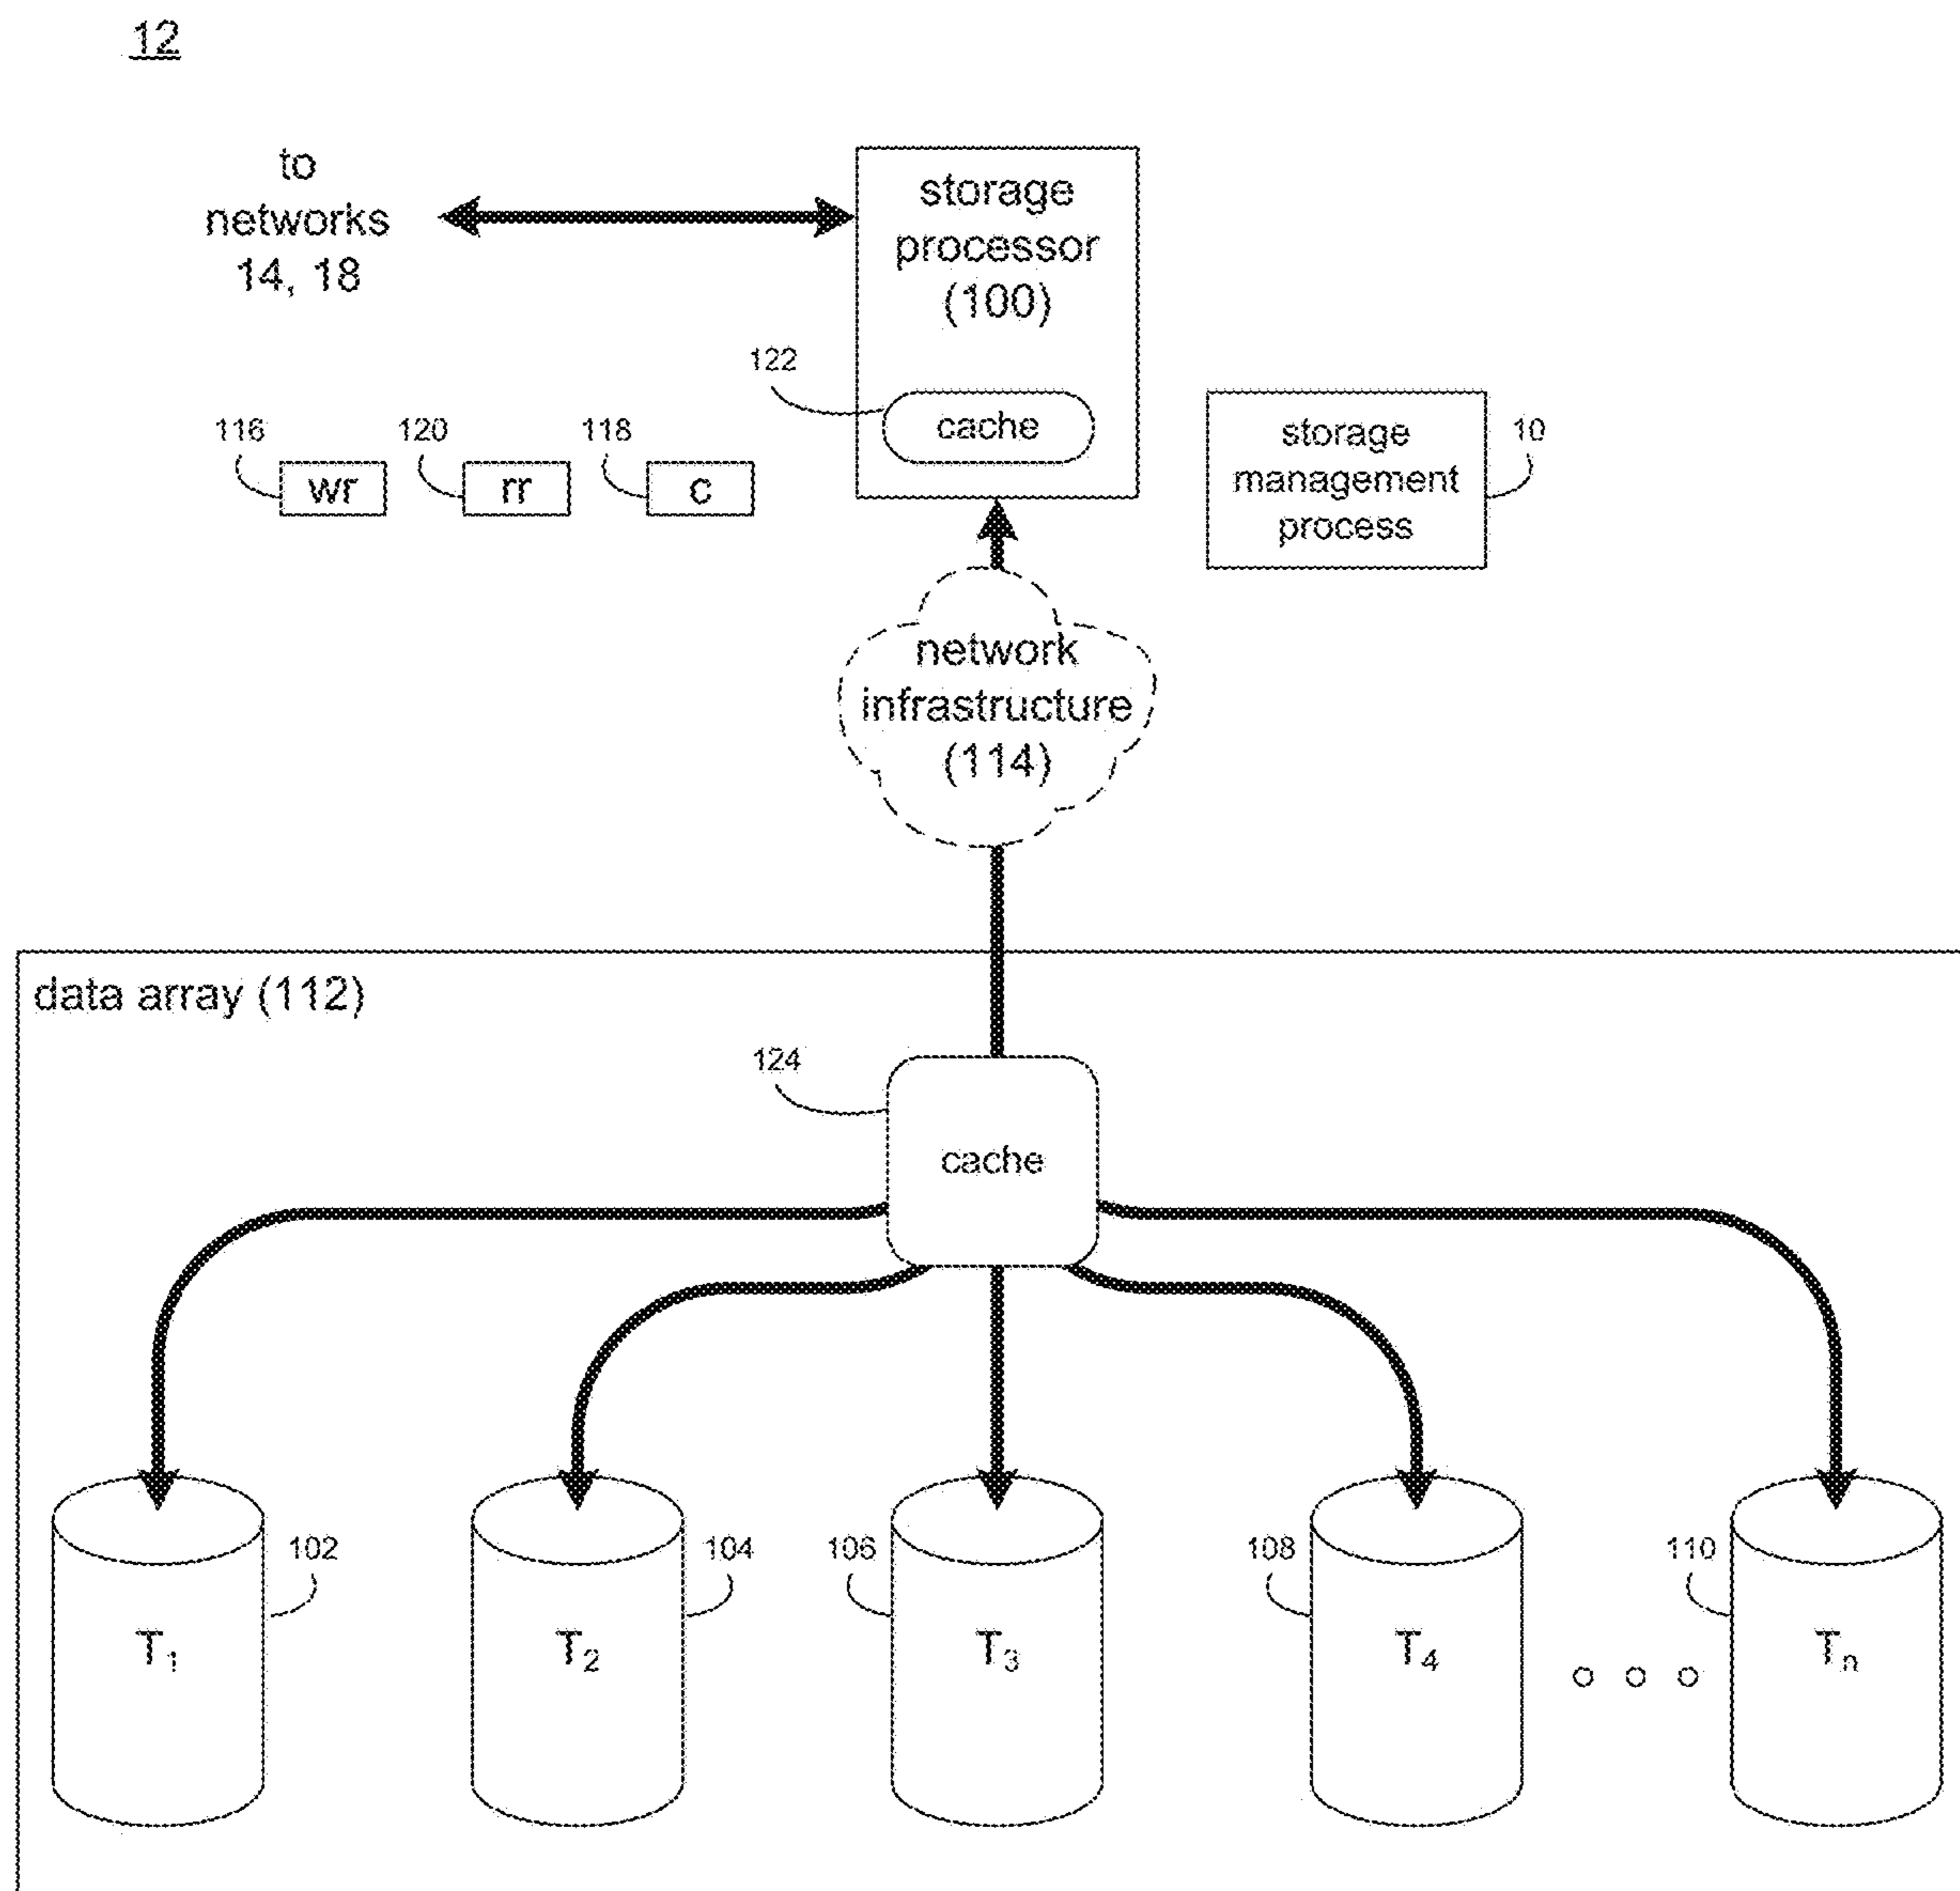 12
to
networks
14, 18
storage
processor
(100)
122
cache
116
120
118
wr
rr
c
storage
management
process
10
network
infrastructure
(114)
data array (112)
124
cache
102
104
106
108
110
T1
T2
T3
T4
Tn